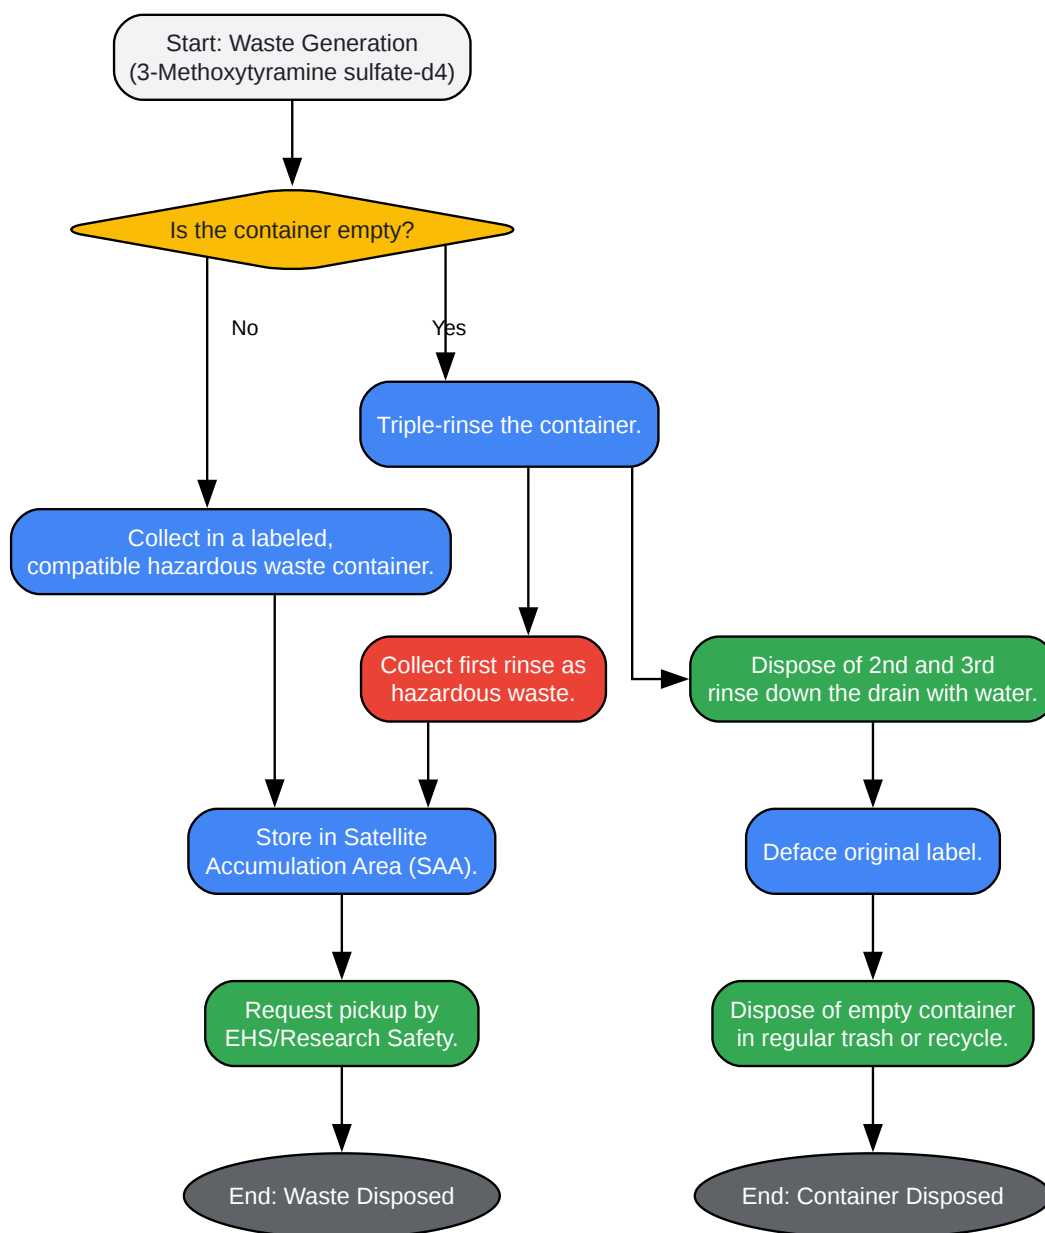 Start: Waste Generation
(3-Methoxytyramine sulfate-d4)
Is the container empty?
No
Yes
Triple-rinse the container.
Collect in a labeled,
compatible hazardous waste container.
Collect first rinse as
hazardous waste.
Dispose of 2nd and 3rd
rinse down the drain with water.
Store in Satellite
Accumulation Area (SAA).
Deface original label.
Request pickup by
EHS/Research Safety.
Dispose of empty container
in regular trash or recycle.
End: Waste Disposed
End: Container Disposed